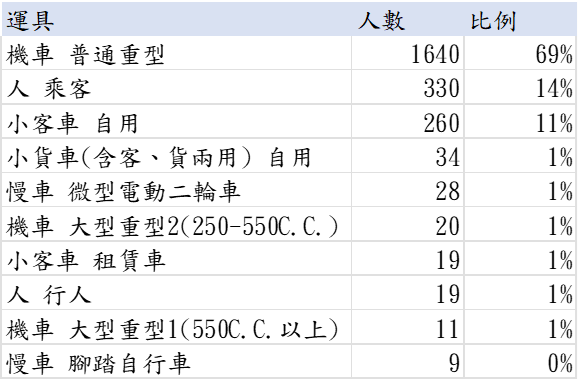 運具 人數 比例
機車 普通重型 1640 69%
人 乘客 330 14%
小客車 自用 260 11%
小貨車(含客、貨兩用) 自用 34 1%
慢車 微型電動二輪車 28 1%
機車 大型重型2(250-550C.C.) 20 1%
小客車 租賃車 19 1%
人 行人 19 1%
機車 大型重型1(550C.C.以上) 11 1%
慢車 腳踏自行車 9 0%